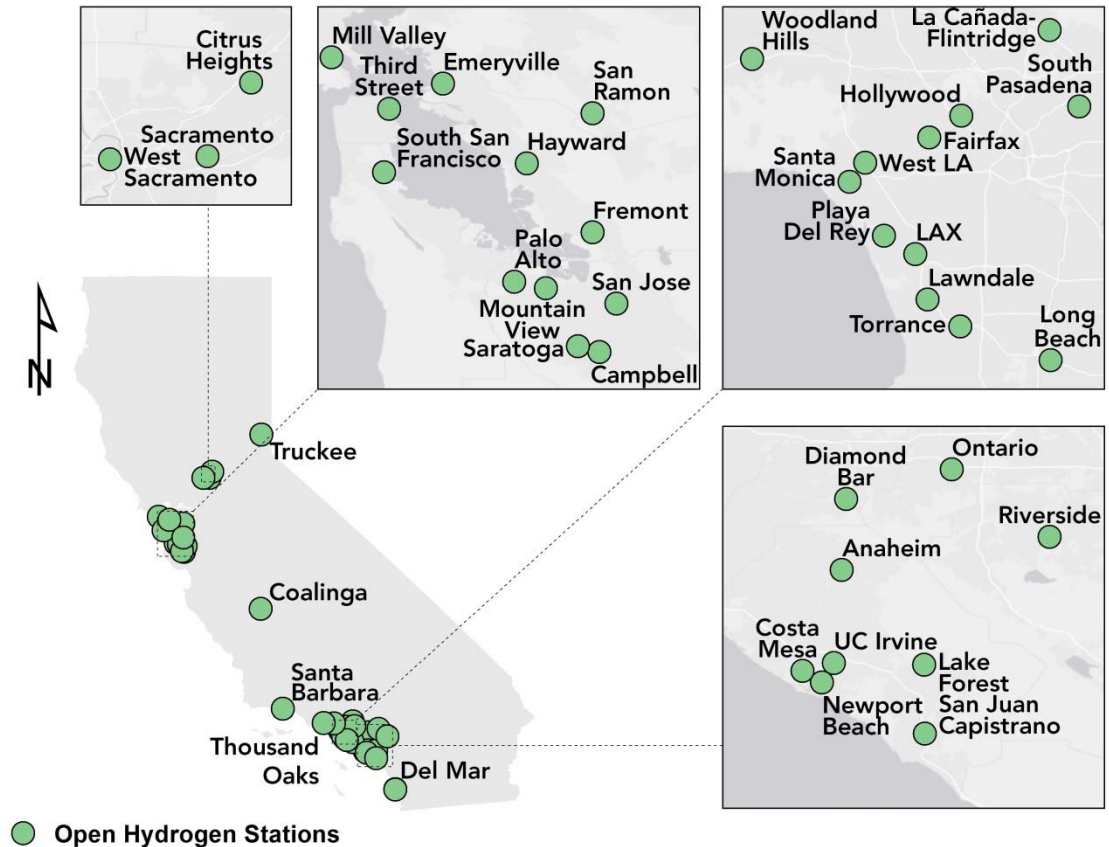 Citrus
Heights
Sacramento
West
Sacramento
Mill Valley
Third
Street
Emeryville
San
Ramon
South San
Francisco
Hayward
Fremont
Palo
Alto
San Jose
Mountain
View
Saratoga
Campbell
Woodland
Hills
La Cañada-
Flintridge
South
Pasadena
Hollywood
Fairfax
West LA
Santa
Monica
Playa
Del Rey
LAX
Lawndale
Torrance
Long
Beach
N
Truckee
Coalinga
Santa
Barbara
Thousand
Oaks
Del Mar
Diamond
Bar
Ontario
Riverside
Anaheim
Costa
Mesa
UC Irvine
Newport
Beach
Lake
Forest
San Juan
Capistrano
Open Hydrogen Stations